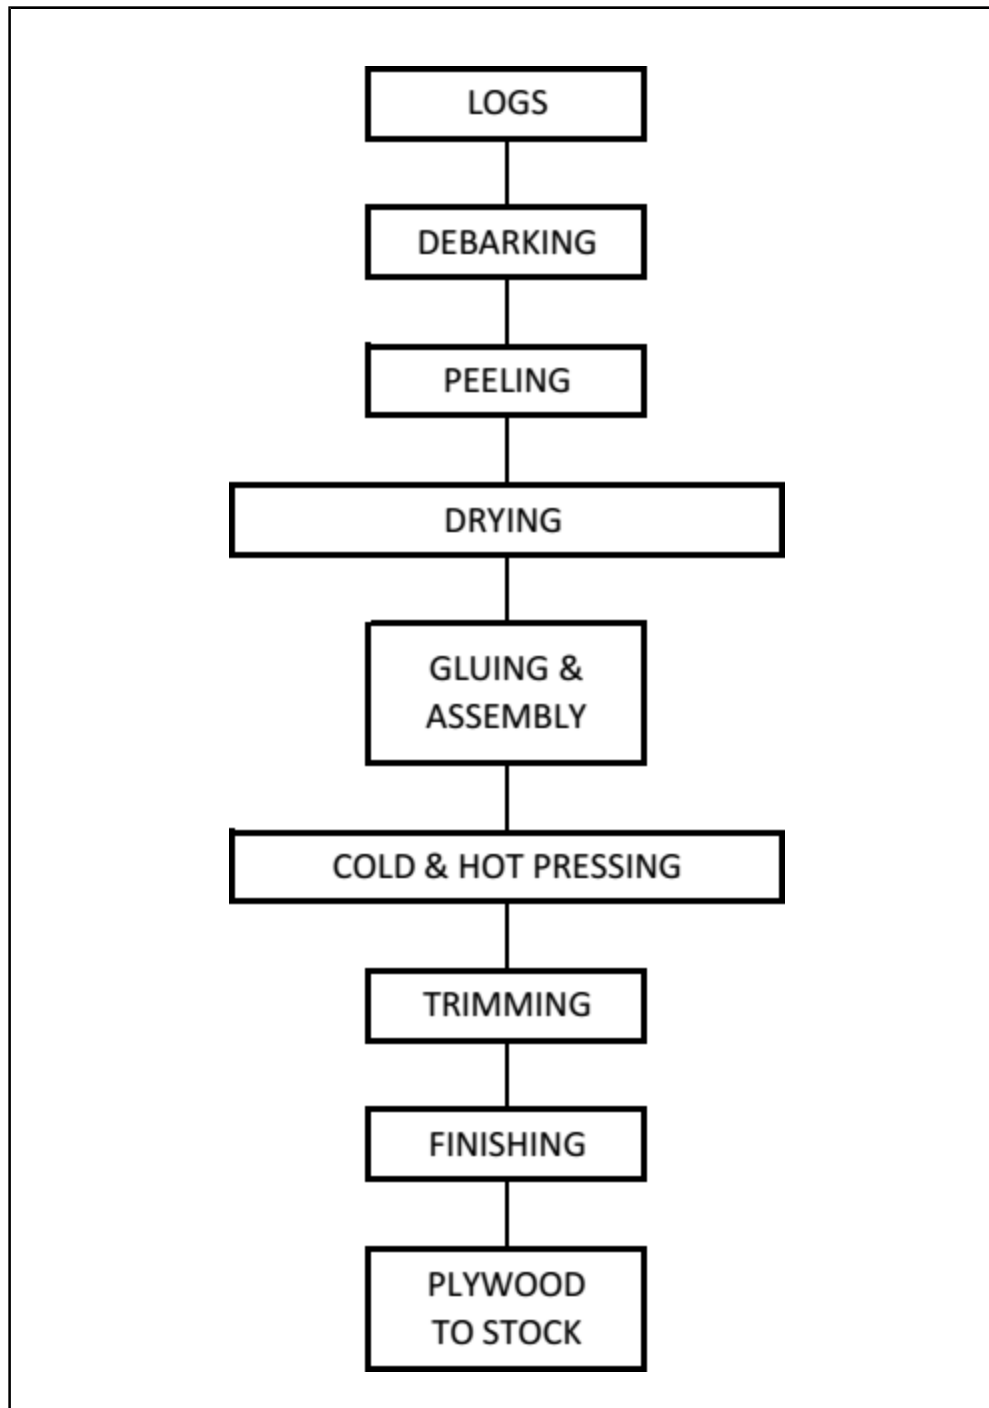 LOGS
DEBARKING
PEELING
DRYING
GLUING &
ASSEMBLY
COLD & HOT PRESSING
TRIMMING
FINISHING
PLYWOOD
TO STOCK